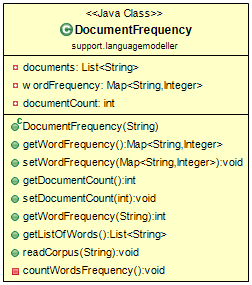 <<Java Class>>
DocumentFrequency
support.languagemodeller
documents: List<String>
wordFrequency: Map<String,Integer>
documentCount: int
DocumentFrequency(String)
getWordFrequency():Map<String,Integer>
setWordFrequency(Map<String,Integer>):void
getDocumentCount():int
setDocumentCount(int):void
getWordFrequency(String):int
getListOfWords():List<String>
readCorpus(String):void
countWordsFrequency():void